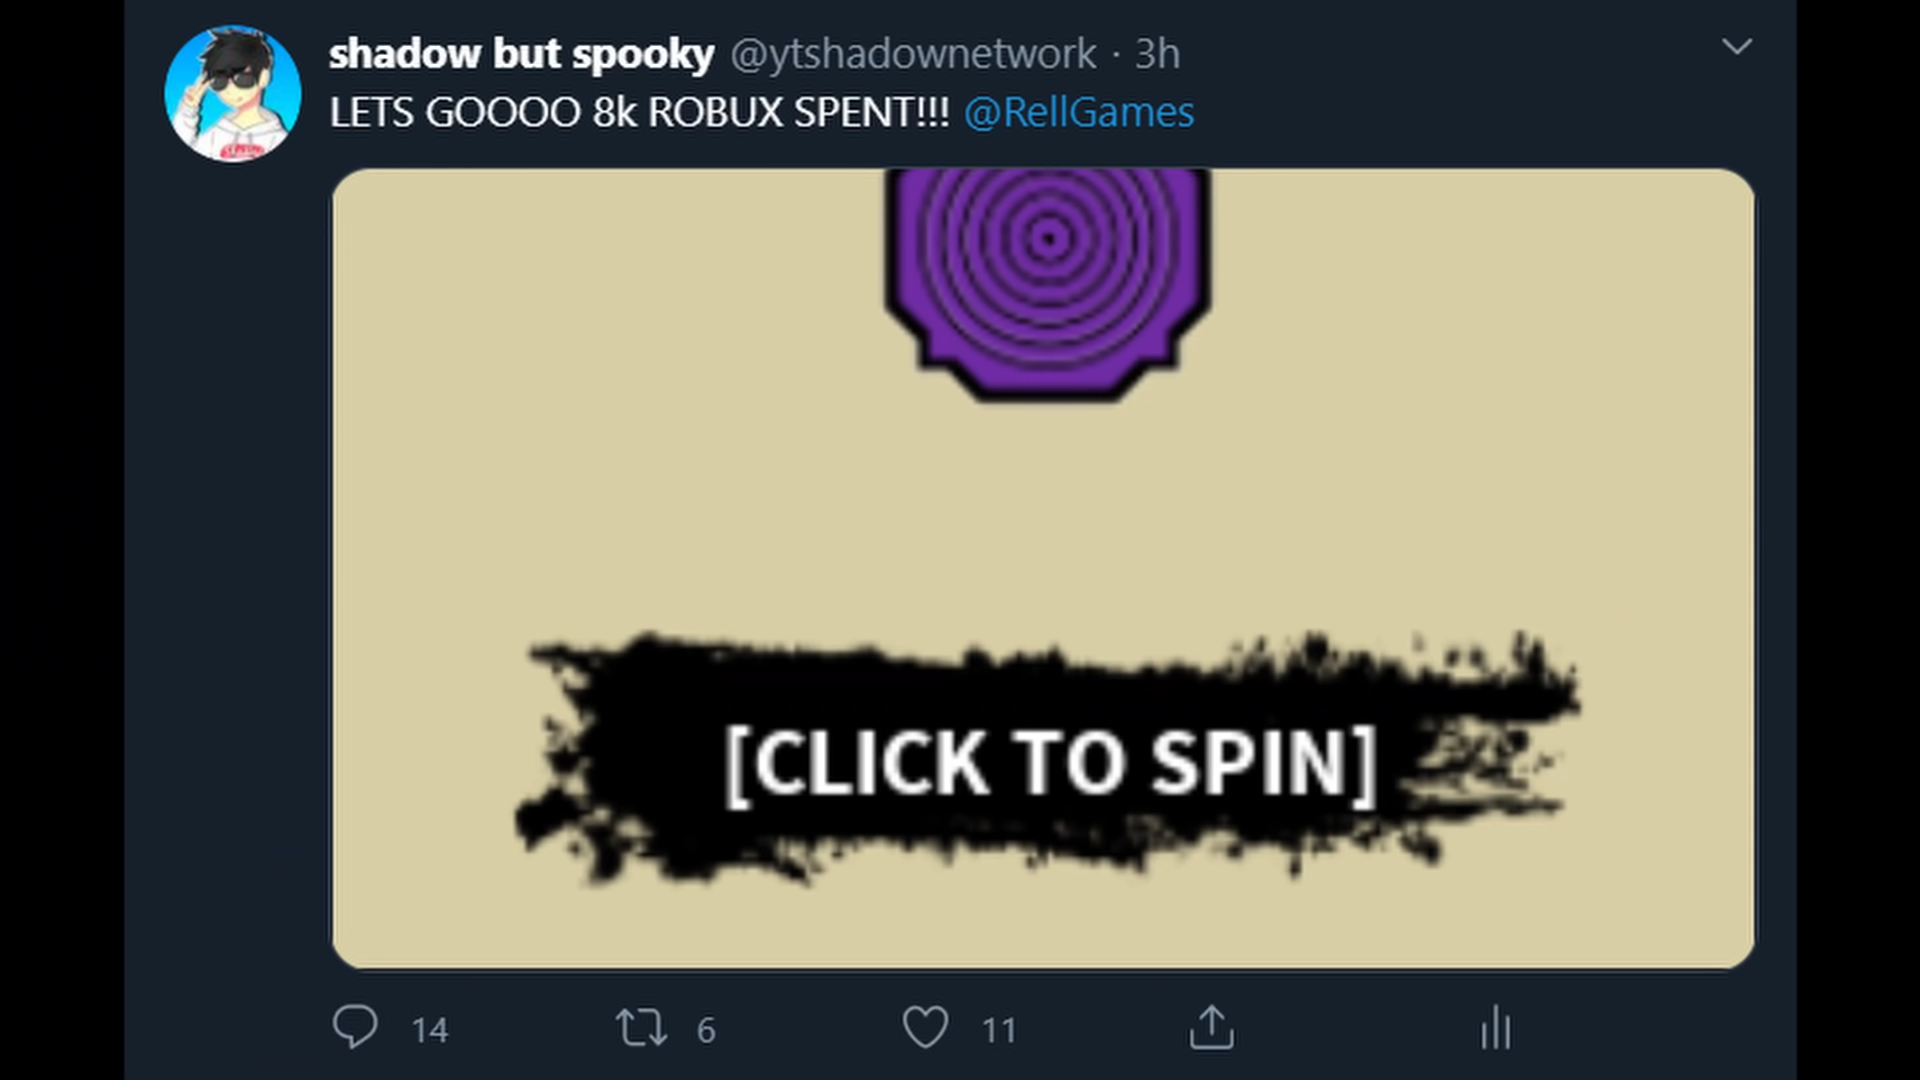 shadow but spooky @ytshadownetwork · 3h
LETS GOOOO 8k ROBUX SPENT!!! @RellGames
[CLICK TO SPIN]
14 6 11